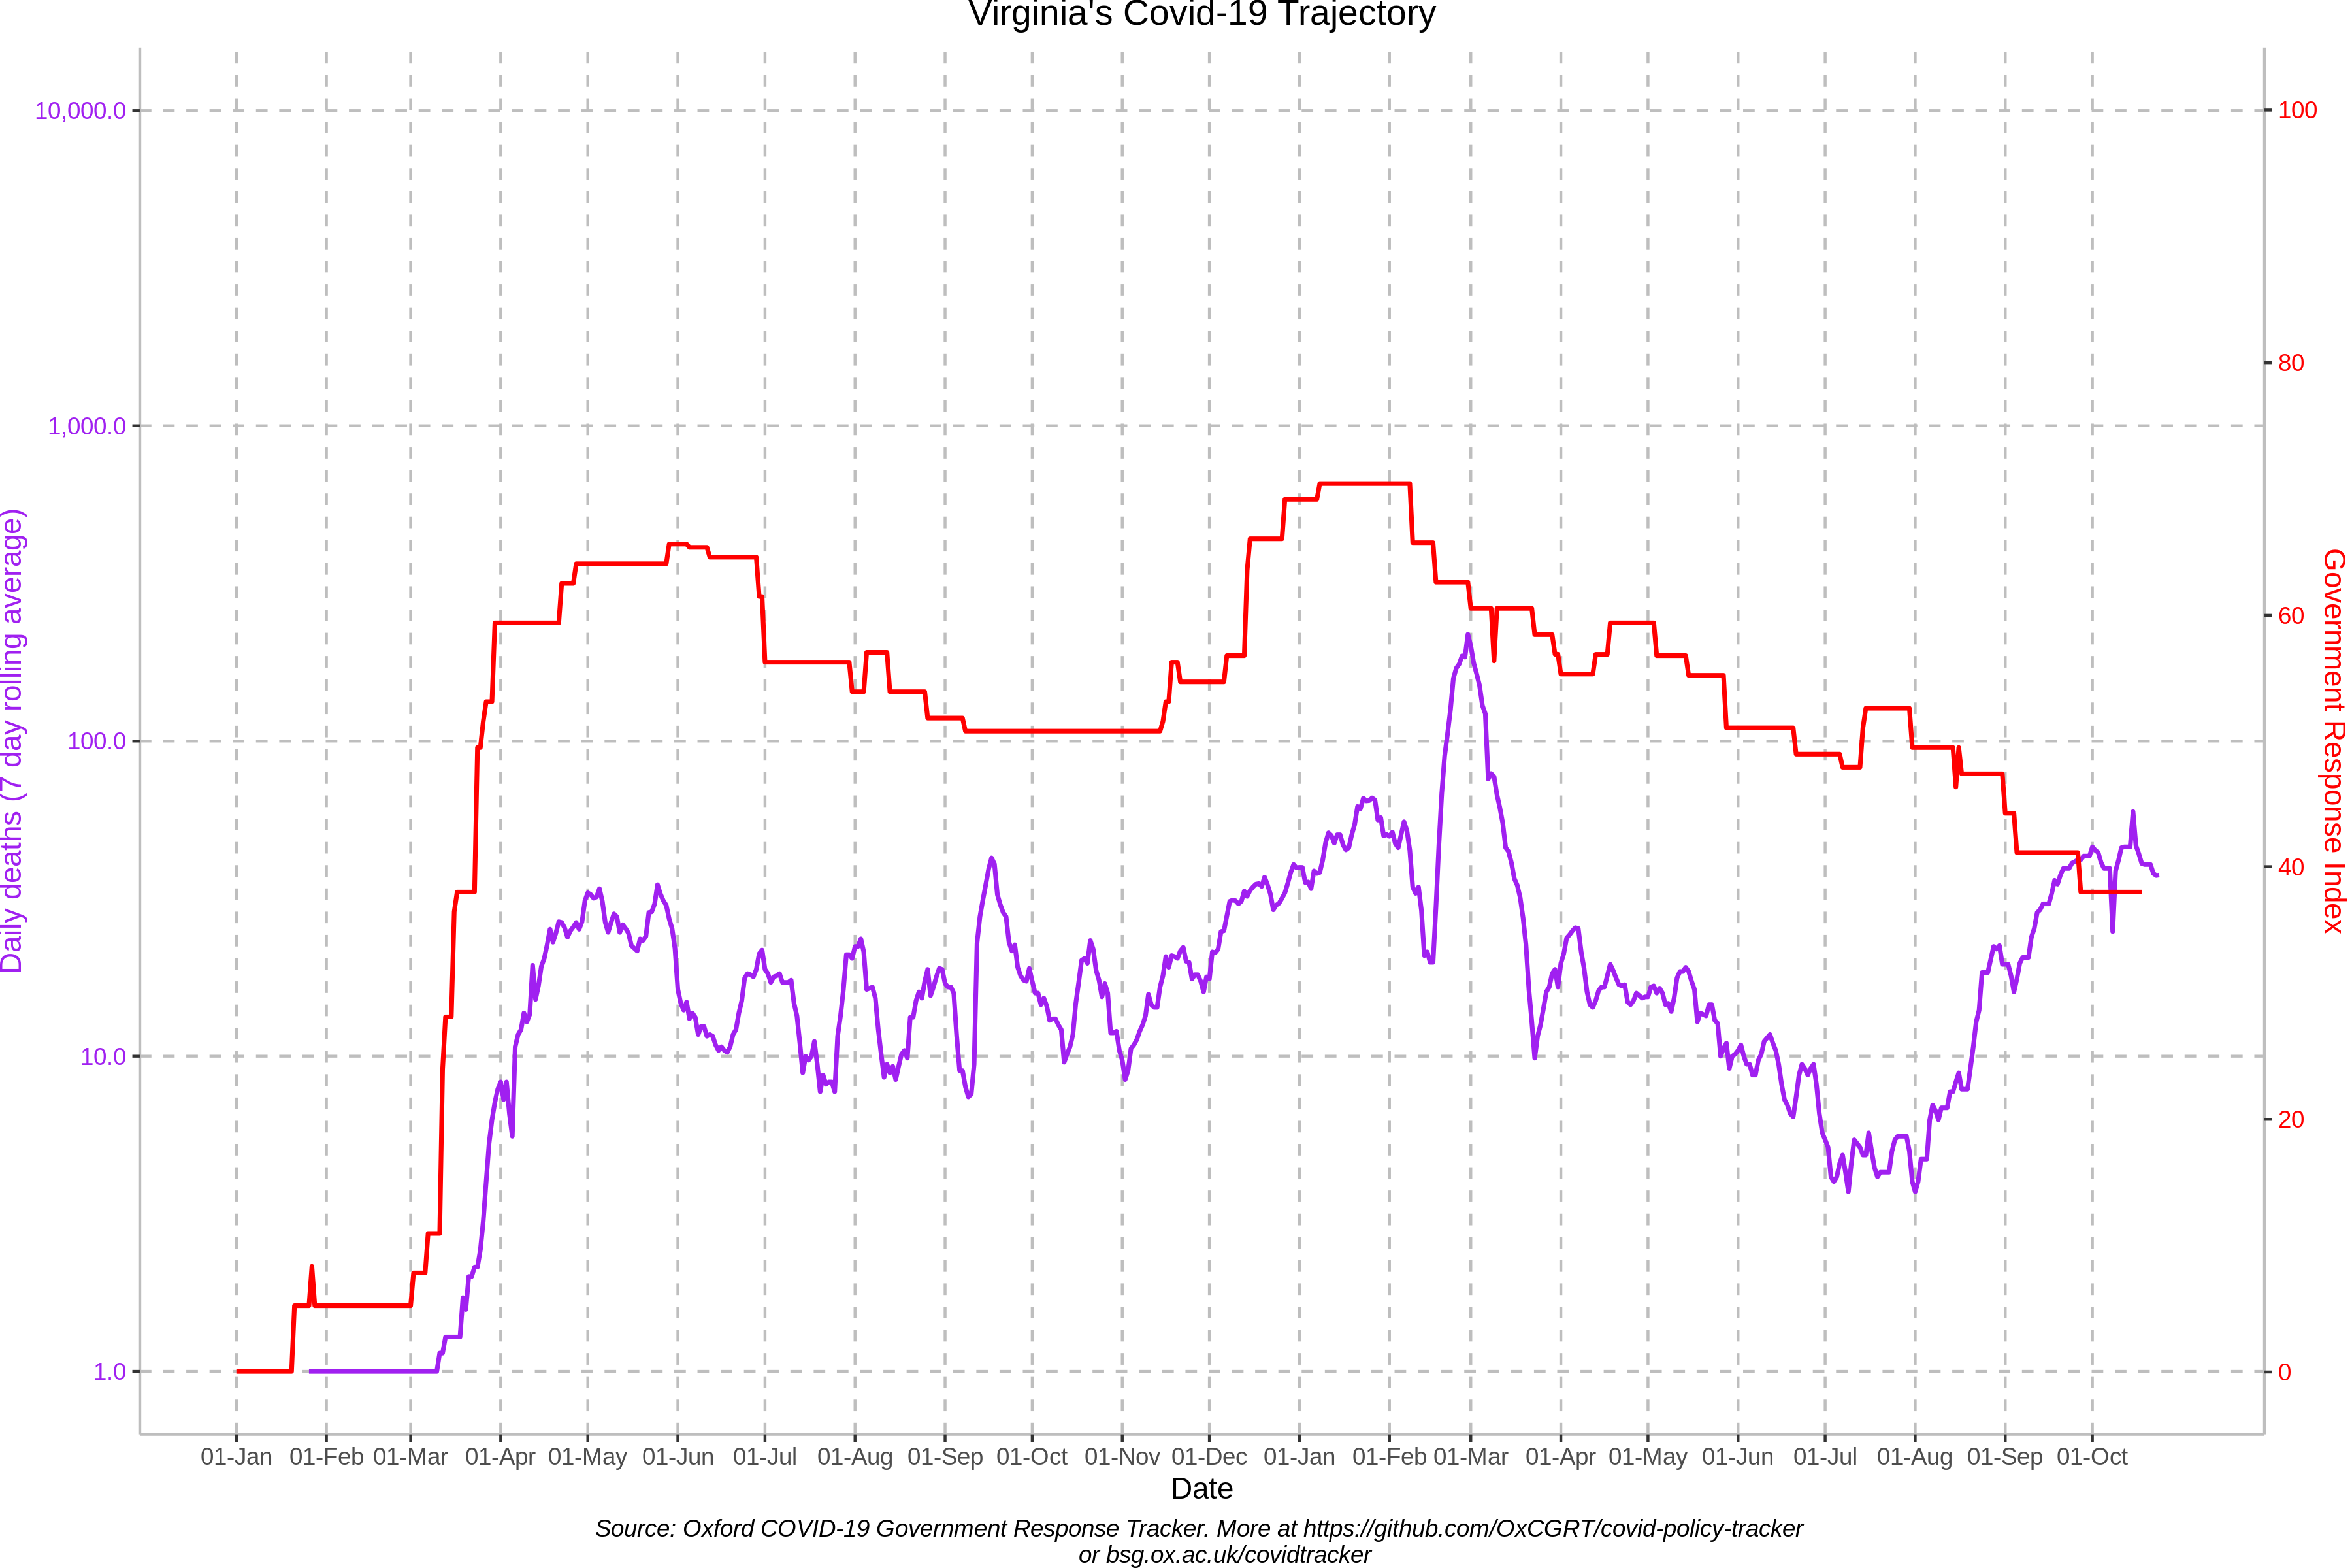 Virginia's Covid-19 Trajectory
10,000.0
1,000.0
100.0
10.0
1.0
Daily deaths (7 day rolling average)
100
80
60
40
20
0
Government Response Index
01-Jan 01-Feb 01-Mar 01-Apr 01-May 01-Jun 01-Jul 01-Aug 01-Sep 01-Oct 01-Nov 01-Dec 01-Jan 01-Feb 01-Mar 01-Apr 01-May 01-Jun 01-Jul 01-Aug 01-Sep 01-Oct
Date
Source: Oxford COVID-19 Government Response Tracker. More at https://github.com/OxCGRT/covid-policy-tracker
or bsg.ox.ac.uk/covidtracker